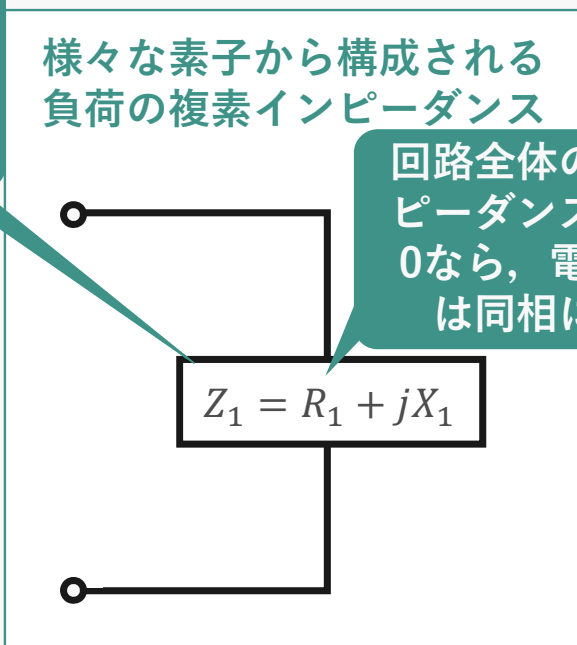 様々な素子から構成される
負荷の複素インピーダンス
回路全体の
ピーダンス
0なら，電
は同相に
Z₁ = R₁ + jX₁